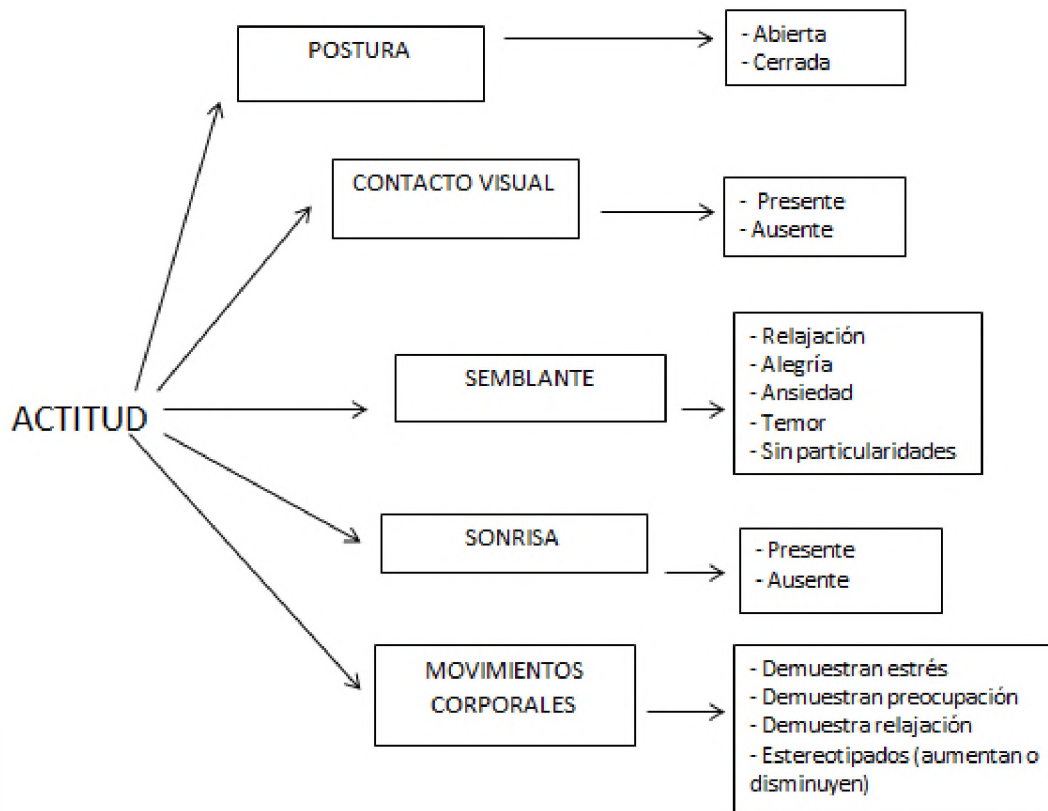 POSTURA
- Abierta
- Cerrada
CONTACTO VISUAL
- Presente
- Ausente
ACTITUD
SEMBLANTE
- Relajación
- Alegría
- Ansiedad
- Temor
- Sin particularidades
SONRISA
- Presente
- Ausente
MOVIMIENTOS
CORPORALES
- Demuestran estrés
- Demuestran preocupación
- Demuestra relajación
- Estereotipados (aumentan o
disminuyen)